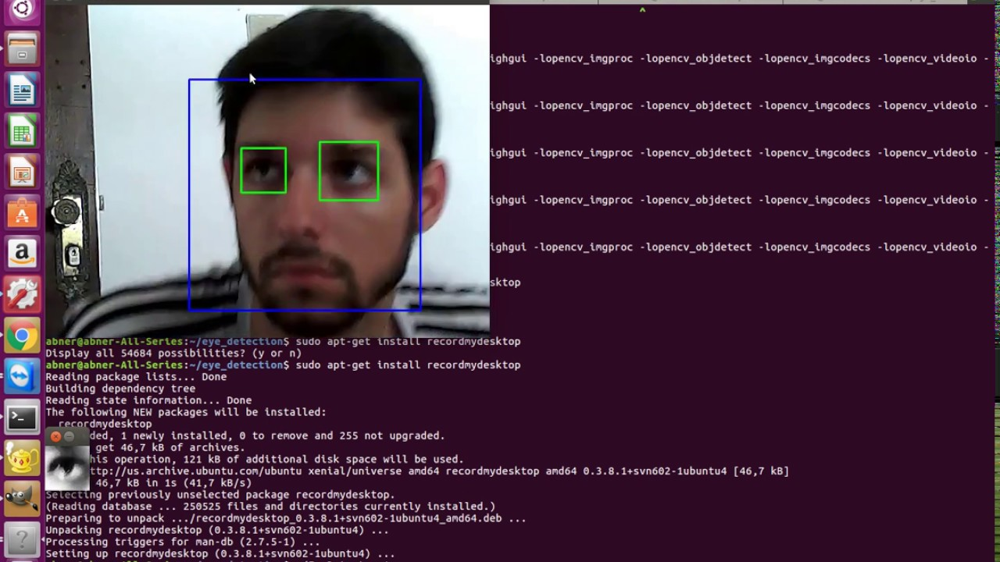 ighgui -lopencv_imgproc -lopencv_objdetect -lopencv_imgcodecs -lopencv_videoio -
ighgui -lopencv_imgproc -lopencv_objdetect -lopencv_imgcodecs -lopencv_videoio -
ighgui -lopencv_imgproc -lopencv_objdetect -lopencv_imgcodecs -lopencv_videoio -
ighgui -lopencv_imgproc -lopencv_objdetect -lopencv_imgcodecs -lopencv_videoio -
ighgui -lopencv_imgproc -lopencv_objdetect -lopencv_imgcodecs -lopencv_videoio -
sktop
abner@abner-All-Series:~/eye_detection$ sudo apt-get install recordmydesktop
Display all 54684 possibilities? (y or n)
abner@abner-All-Series:~/eye_detection$ sudo apt-get install recordmydesktop
Reading package lists... Done
Building dependency tree
Reading state information... Done
The following NEW packages will be installed:
recordmydesktop
ded, 1 newly installed, 0 to remove and 255 not upgraded.
get 46,7 kB of archives.
his operation, 121 kB of additional disk space will be used.
ttp://us.archive.ubuntu.com/ubuntu xenial/universe amd64 recordmydesktop amd64 0.3.8.1+svn602-1ubuntu4 [46,7 kB]
46,7 kB in 1s (41,7 kB/s)
Selecting previously unselected package recordmydesktop.
(Reading database ... 250525 files and directories currently installed.)
Preparing to unpack .../recordmydesktop_0.3.8.1+svn602-1ubuntu4_amd64.deb ...
Unpacking recordmydesktop (0.3.8.1+svn602-1ubuntu4) ...
Processing triggers for man-db (2.7.5-1) ...
Setting up recordmydesktop (0.3.8.1+svn602-1ubuntu4) ...